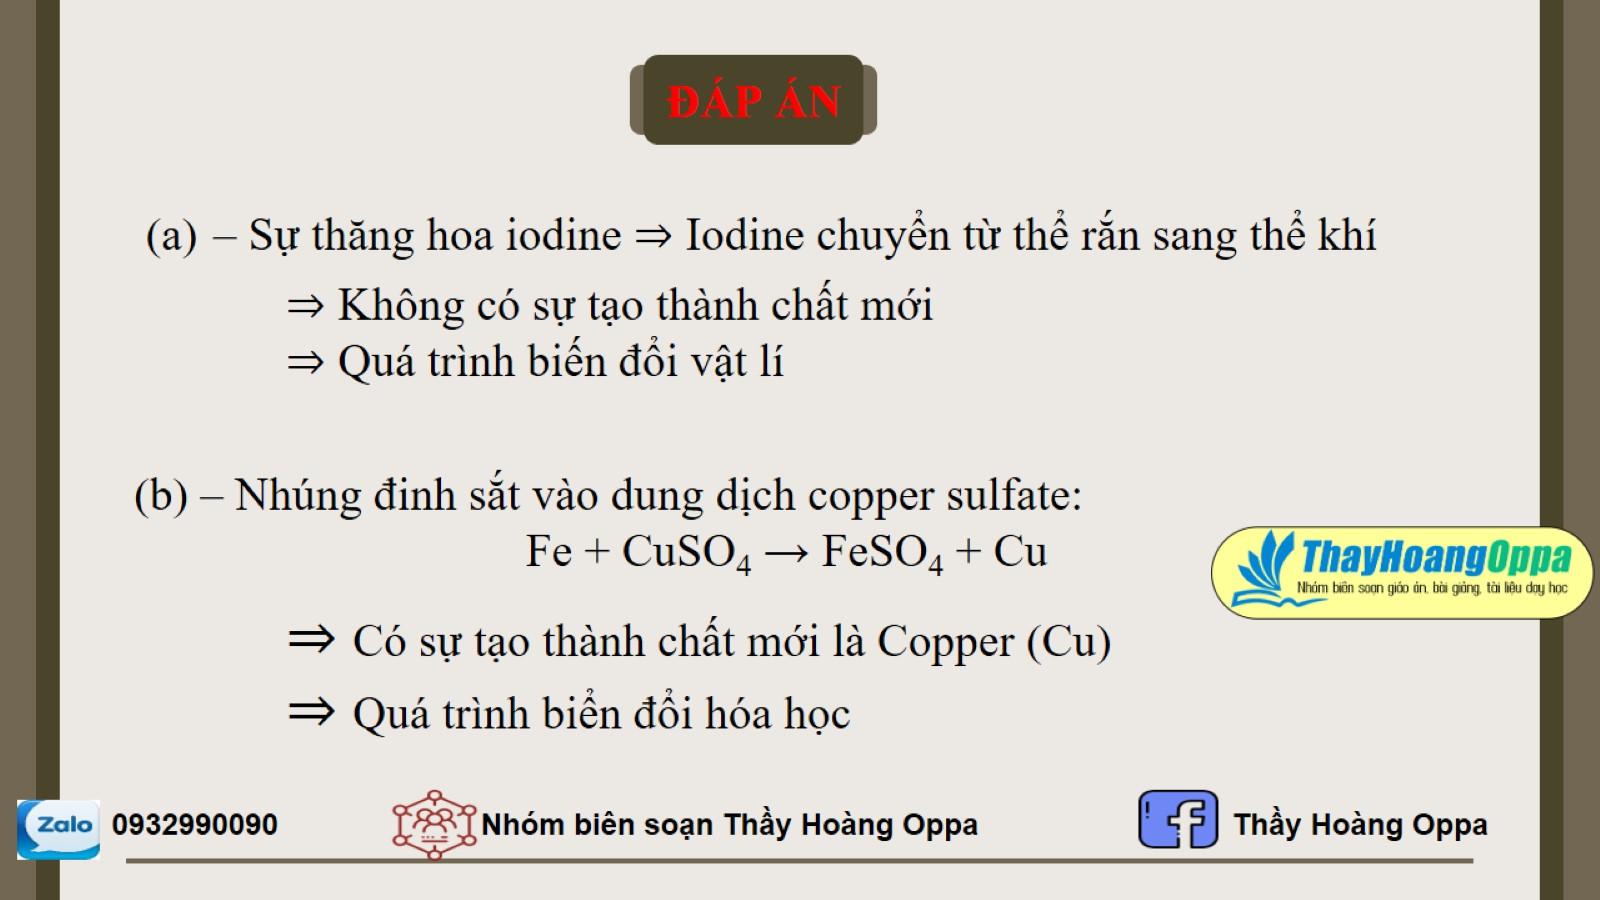 ĐÁP ÁN
(a) – Sự thăng hoa iodine ⇒ Iodine chuyển từ thể rắn sang thể khí
⇒ Không có sự tạo thành chất mới
⇒ Quá trình biến đổi vật lí
(b) – Nhúng đinh sắt vào dung dịch copper sulfate:
Fe + CuSO₄ → FeSO₄ + Cu
ThayHoangOppa
Nhóm biên soạn giáo án, bài giảng, tài liệu dạy học
⇒ Có sự tạo thành chất mới là Copper (Cu)
⇒ Quá trình biển đổi hóa học
Zalo 0932990090
Nhóm biên soạn Thầy Hoàng Oppa
Thầy Hoàng Oppa